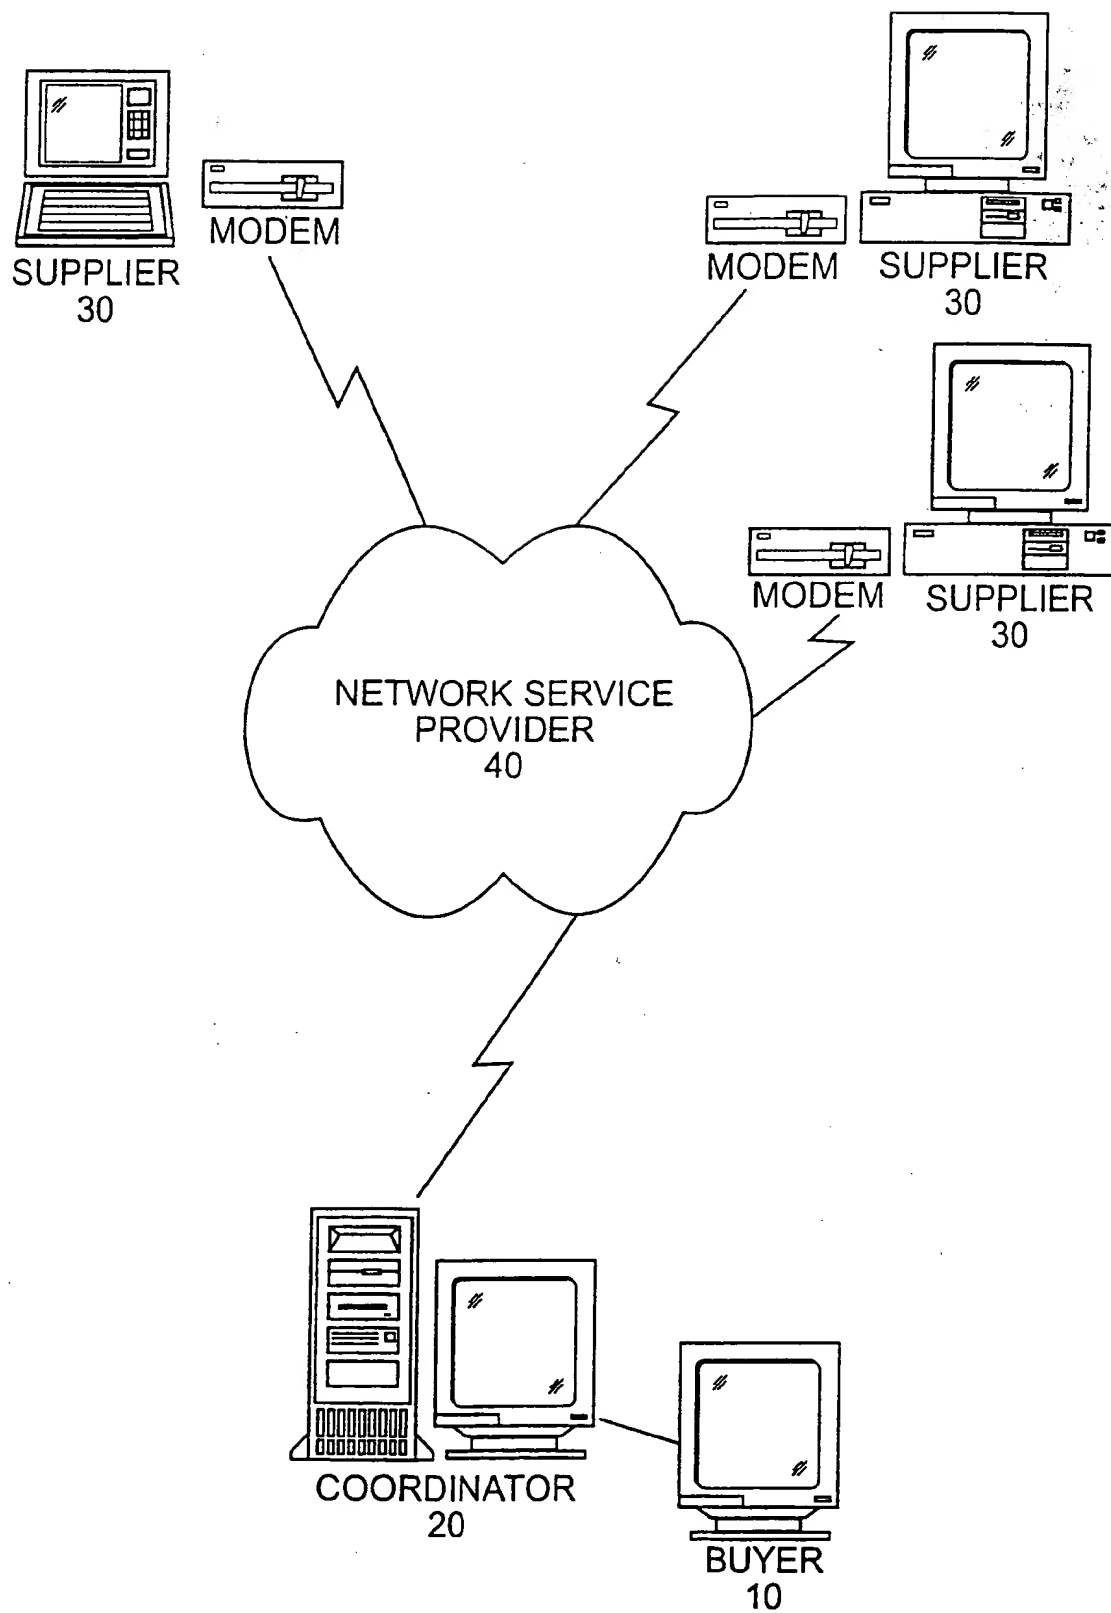 MODEM
SUPPLIER
30
MODEM
SUPPLIER
30
MODEM
SUPPLIER
30
NETWORK SERVICE
PROVIDER
40
COORDINATOR
20
BUYER
10